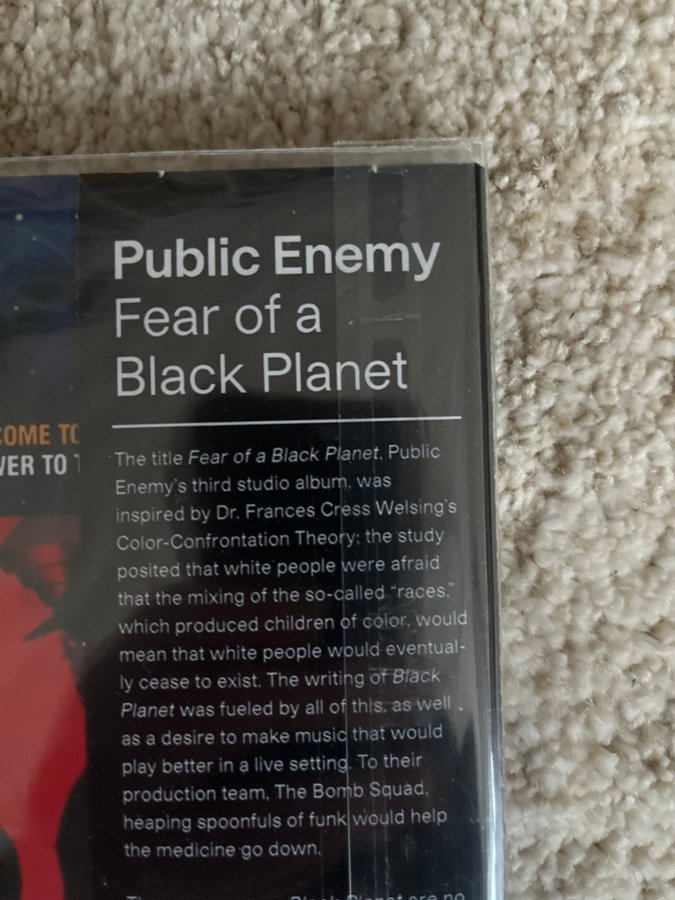 Public Enemy
Fear of a
Black Planet
COME TO
VER TO T
The title Fear of a Black Planet, Public
Enemy's third studio album, was
inspired by Dr. Frances Cress Welsing's
Color-Confrontation Theory; the study
posited that white people were afraid
that the mixing of the so-called “races,”
which produced children of color, would
mean that white people would eventual-
ly cease to exist. The writing of Black
Planet was fueled by all of this, as well
as a desire to make music that would
play better in a live setting. To their
production team, The Bomb Squad,
heaping spoonfuls of funk would help
the medicine go down.
Black Planet are no